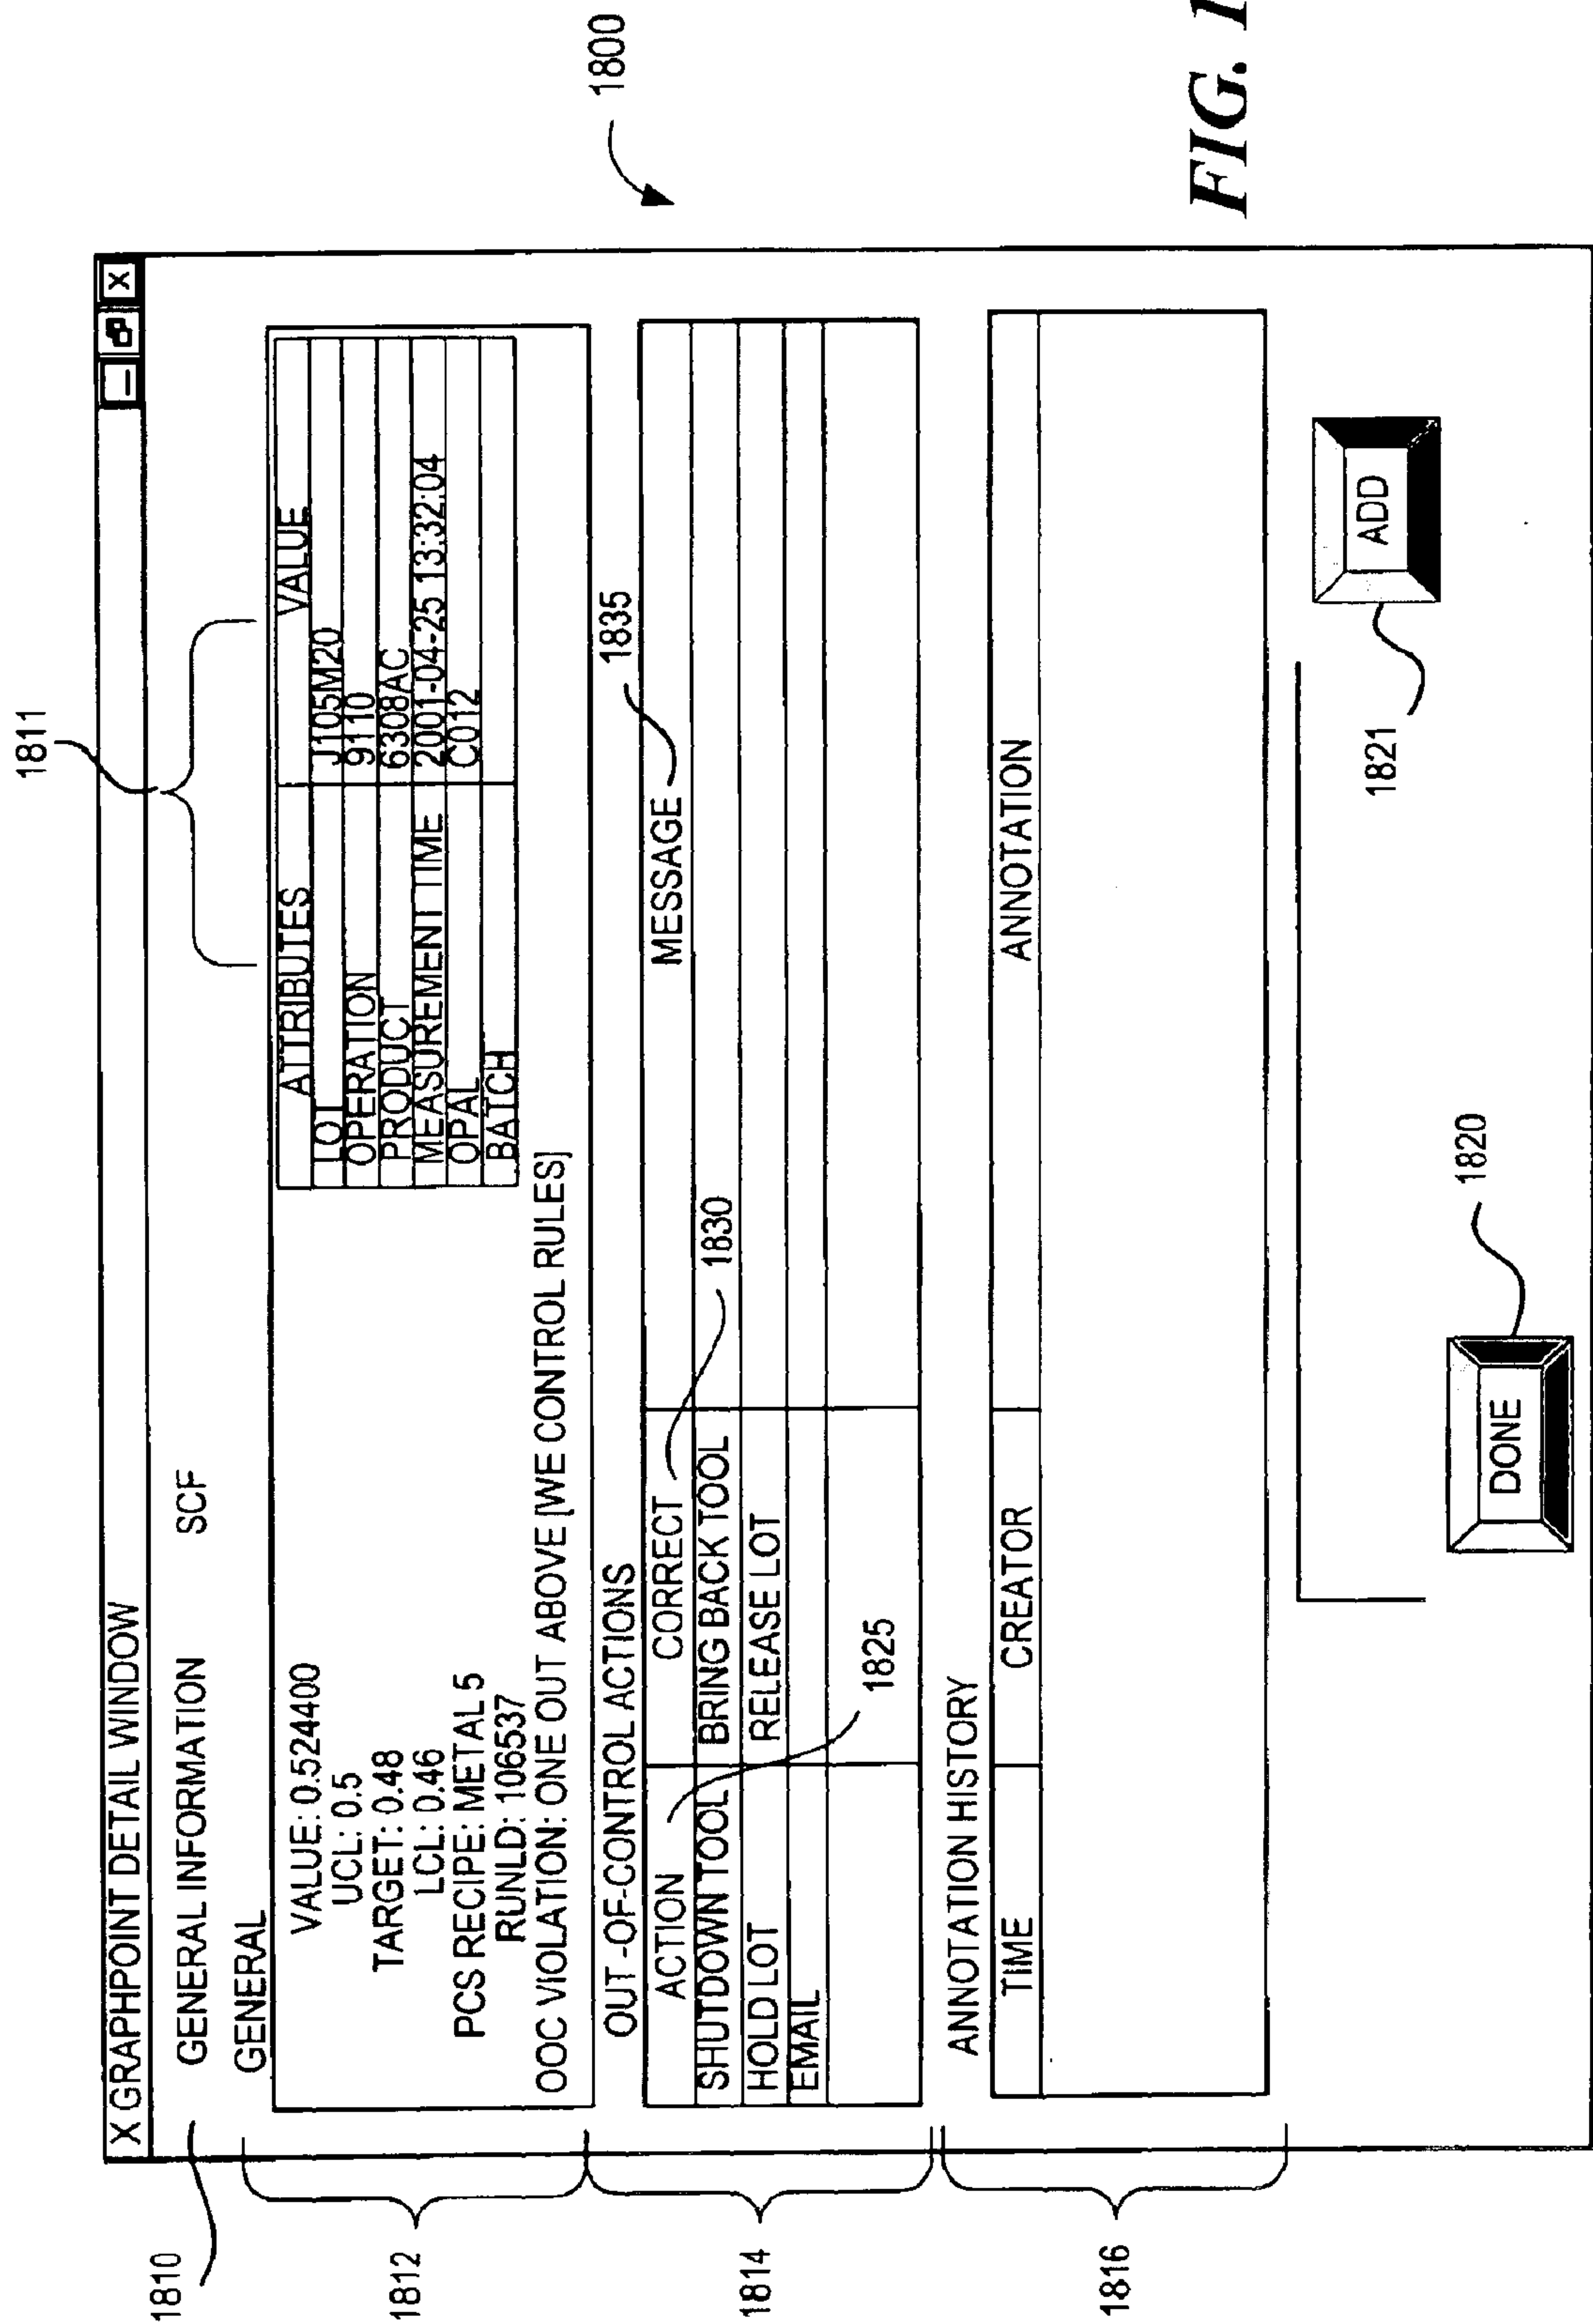 1811
X GRAPHPOINT DETAIL WINDOW
X
1810
GENERAL INFORMATION SCF
GENERAL
ATTRIBUTES VALUE
LOT J105M20
OPERATION 9110
PRODUCT 6308AC
MEASUREMENT TIME 2001-04-25 13:32:04
OPAL C012
BATCH
1812
VALUE: 0.524400
UCL: 0.5
TARGET: 0.48
LCL: 0.46
PCS RECIPE: METAL 5
RUNLD: 106537
OOC VIOLATION: ONE OUT ABOVE [WE CONTROL RULES]
1800
OUT-OF-CONTROL ACTIONS
1835
ACTION CORRECT MESSAGE
SHUTDOWN TOOL BRING BACK TOOL
1830
HOLD LOT RELEASE LOT
EMAIL
1814
1825
ANNOTATION HISTORY
TIME CREATOR ANNOTATION
1816
ADD
1821
DONE
1820
FIG. 1